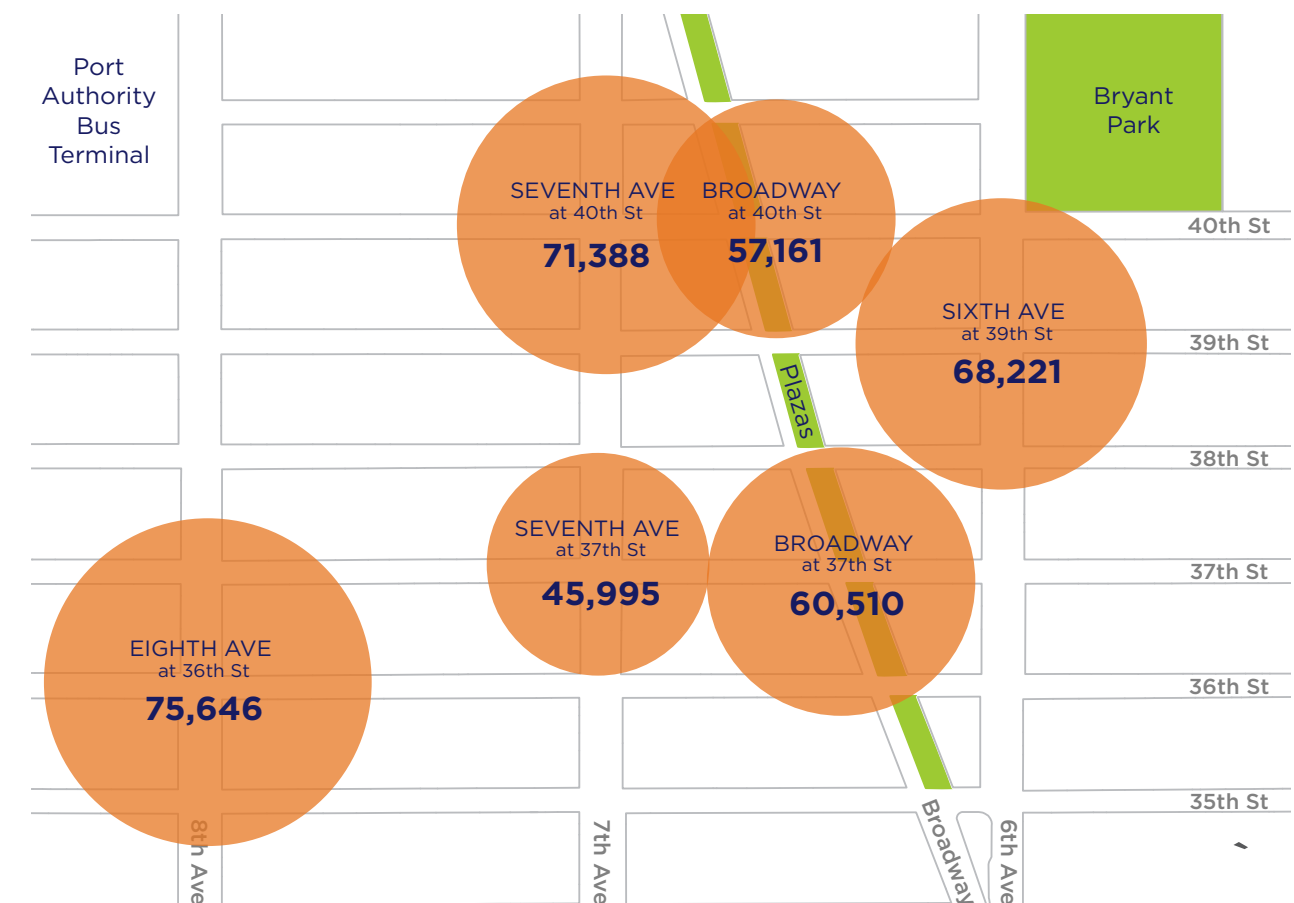 Port
Authority
Bus
Terminal
Bryant
Park
SEVENTH AVE
at 40th St
71,388
BROADWAY
at 40th St
57,161
40th St
SIXTH AVE
at 39th St
68,221
39th St
Plazas
38th St
SEVENTH AVE
at 37th St
45,995
BROADWAY
at 37th St
60,510
37th St
EIGHTH AVE
at 36th St
75,646
36th St
35th St
8th Ave
7th Ave
Broadway
6th Ave